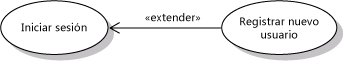 «extender»
Iniciar sesión
Registrar nuevo
usuario